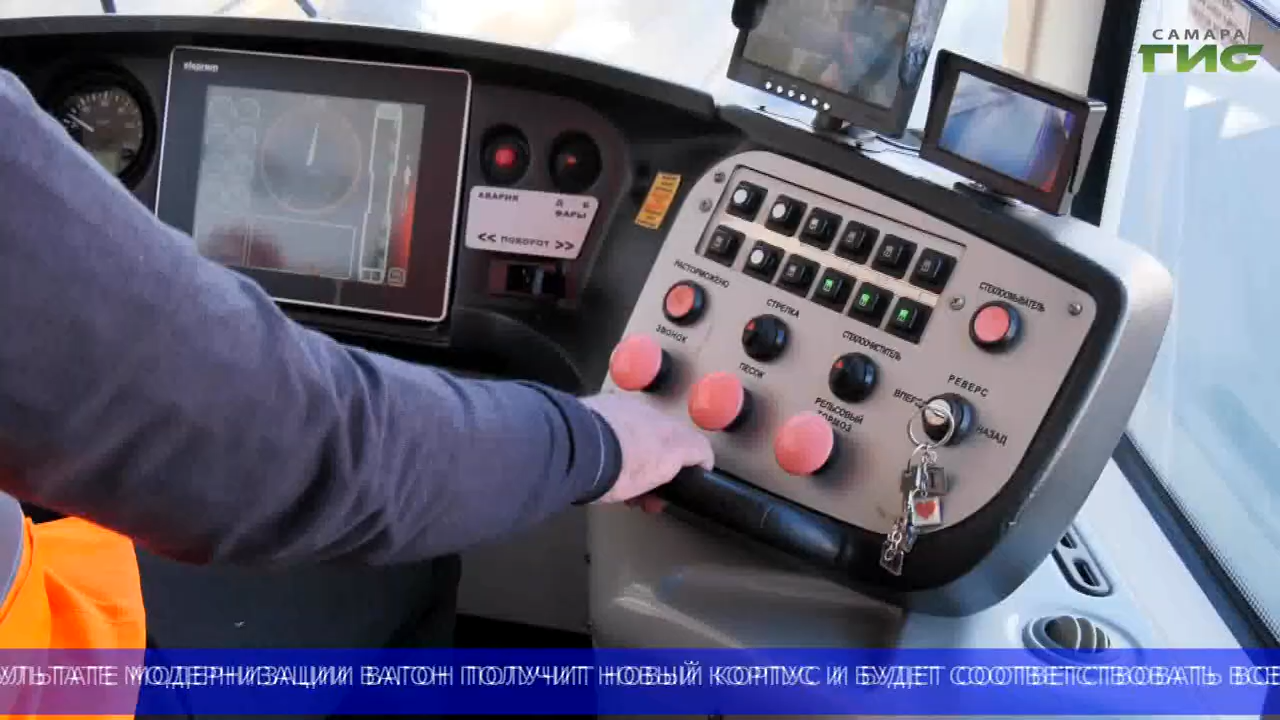 САМАРА
ГИС
АВАРИЯ
Д Б
ФАРЫ
<< ПОВОРОТ >>
РАСТОРМОЖЕНО
СТРЕЛКА
СТЕКЛООМЫВАТЕЛЬ
ЗВОНОК
ПЕСОК
СТЕКЛООЧИСТИТЕЛЬ
РЕВЕРС
ВПЕРЕД
НАЗАД
РЕЛЬСОВЫЙ
ТОРМОЗ
УЛЬТАТЕ МОДЕРНИЗАЦИИ ВАГОН ПОЛУЧИТ НОВЫЙ КОРПУС И БУДЕТ СООТВЕТСТВОВАТЬ ВСЕ